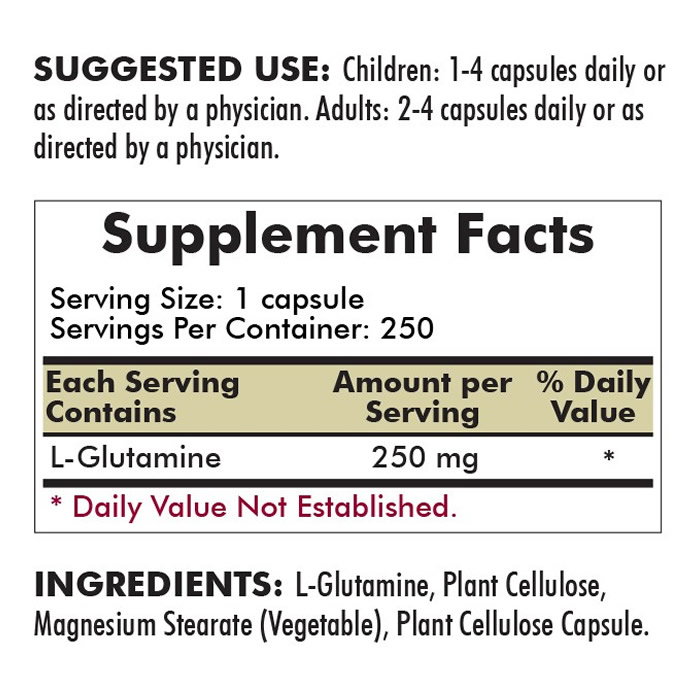 SUGGESTED USE: Children: 1-4 capsules daily or
as directed by a physician. Adults: 2-4 capsules daily or as
directed by a physician.
Supplement Facts
Serving Size: 1 capsule
Servings Per Container: 250
Each Serving Contains Amount per Serving % Daily Value
L-Glutamine 250 mg *
* Daily Value Not Established.
INGREDIENTS: L-Glutamine, Plant Cellulose,
Magnesium Stearate (Vegetable), Plant Cellulose Capsule.